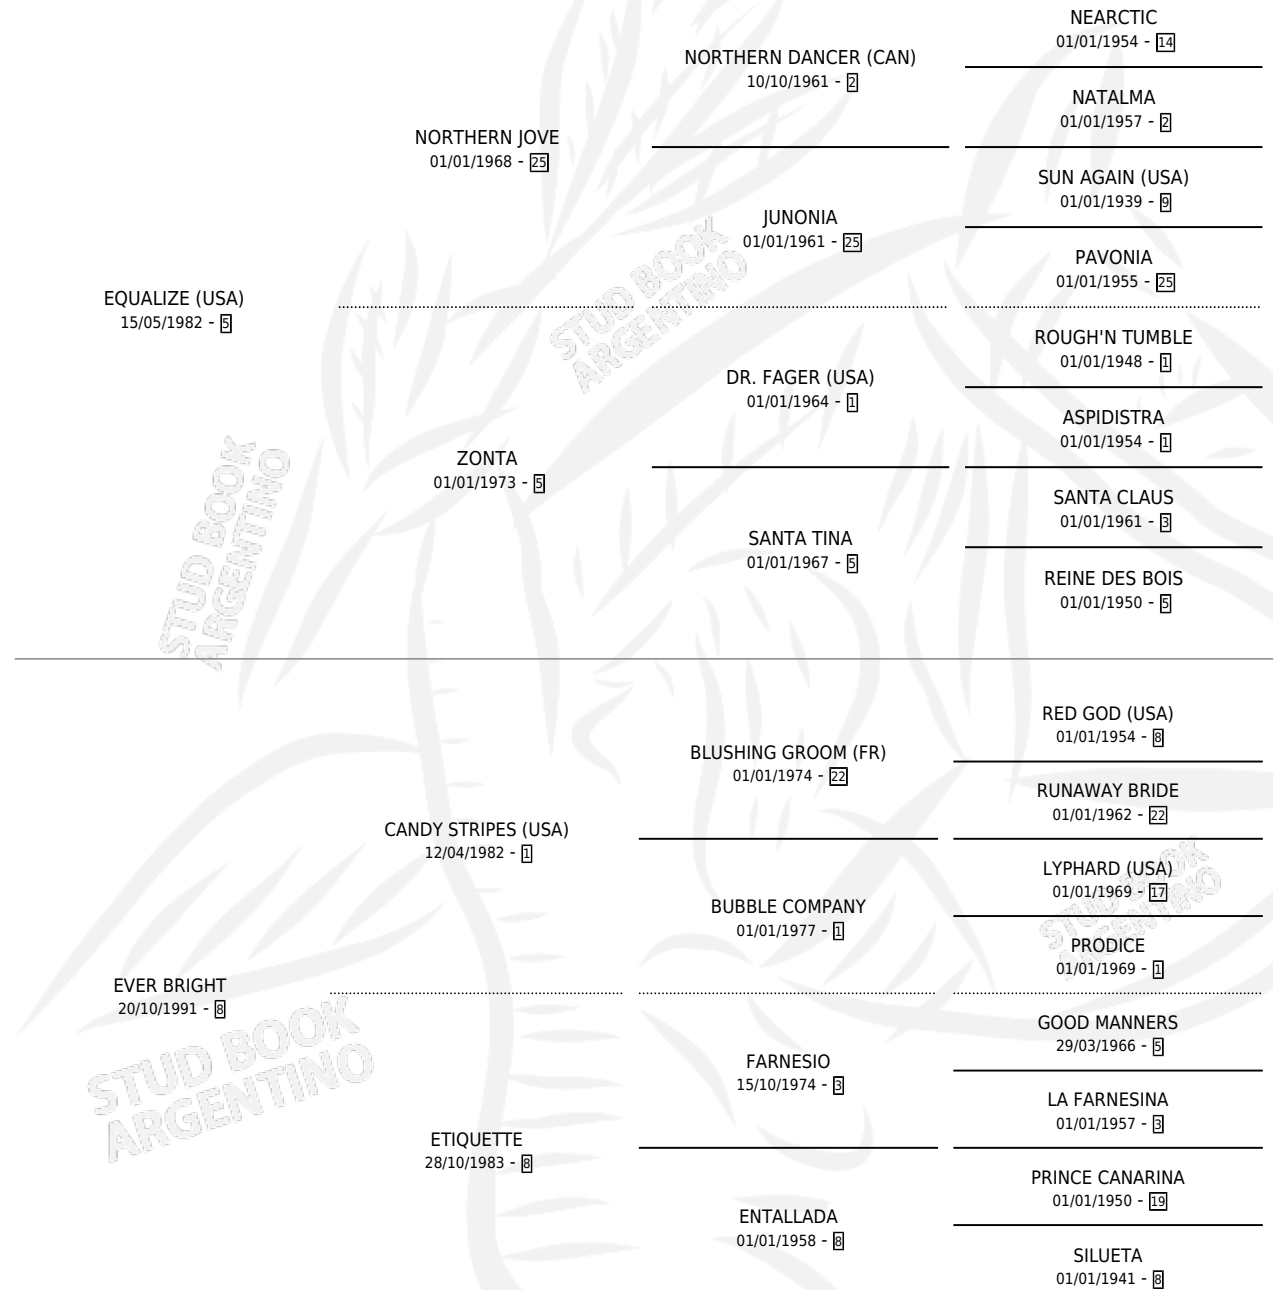 NEARCTIC
01/01/1954 - 14
NORTHERN DANCER (CAN)
10/10/1961 - 2
NATALMA
01/01/1957 - 2
NORTHERN JOVE
01/01/1968 - 25
SUN AGAIN (USA)
01/01/1939 - 9
JUNONIA
01/01/1961 - 25
PAVONIA
01/01/1955 - 25
EQUALIZE (USA)
15/05/1982 - 5
STUD BOOK
ARGENTINO
ROUGH'N TUMBLE
01/01/1948 - 1
DR. FAGER (USA)
01/01/1964 - 1
ASPIDISTRA
01/01/1954 - 1
ZONTA
01/01/1973 - 5
SANTA CLAUS
01/01/1961 - 3
SANTA TINA
01/01/1967 - 5
REINE DES BOIS
01/01/1950 - 5
STUD BOOK
ARGENTINO
RED GOD (USA)
01/01/1954 - 8
BLUSHING GROOM (FR)
01/01/1974 - 22
RUNAWAY BRIDE
01/01/1962 - 22
CANDY STRIPES (USA)
12/04/1982 - 1
LYPHARD (USA)
01/01/1969 - 17
BUBBLE COMPANY
01/01/1977 - 1
PRODICE
01/01/1969 - 1
STUD BOOK
ARGENTINO
EVER BRIGHT
20/10/1991 - 8
GOOD MANNERS
29/03/1966 - 5
FARNESIO
15/10/1974 - 3
LA FARNESINA
01/01/1957 - 3
STUD BOOK
ARGENTINO
ETIQUETTE
28/10/1983 - 8
PRINCE CANARINA
01/01/1950 - 19
ENTALLADA
01/01/1958 - 8
SILUETA
01/01/1941 - 8